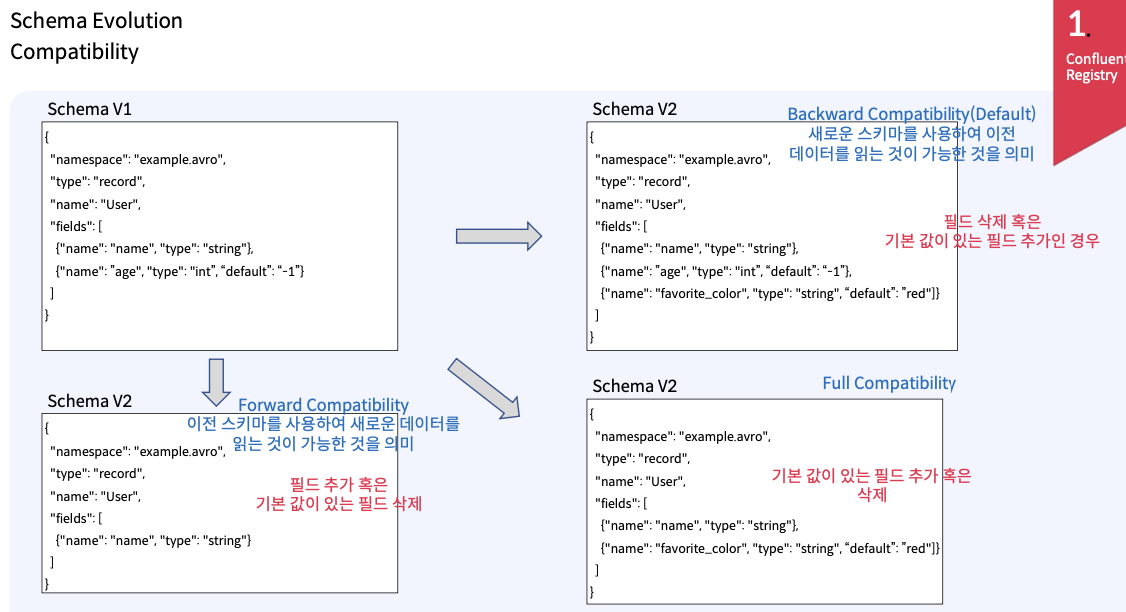 Schema Evolution
Compatibility
1.
Confluent
Registry
Schema V1
{
"namespace": "example.avro",
"type": "record",
"name": "User",
"fields": [
{"name": "name", "type": "string"},
{"name": ”age", "type": "int”, “default”: “-1”}
]
}
Schema V2
Backward Compatibility(Default)
새로운 스키마를 사용하여 이전
데이터를 읽는 것이 가능한 것을 의미
{
"namespace": "example.avro",
"type": "record",
"name": "User",
"fields": [
{"name": "name", "type": "string"},
{"name": ”age", "type": "int”, “default”: “-1”},
{"name": "favorite_color", "type": "string", “default”: ”red"]}
]
}
필드 삭제 혹은
기본 값이 있는 필드 추가인 경우
Schema V2
Forward Compatibility
이전 스키마를 사용하여 새로운 데이터를
읽는 것이 가능한 것을 의미
{
"namespace": "example.avro",
"type": "record",
"name": "User",
"fields": [
{"name": "name", "type": "string"}
]
}
필드 추가 혹은
기본 값이 있는 필드 삭제
Schema V2
Full Compatibility
{
"namespace": "example.avro",
"type": "record",
"name": "User",
"fields": [
{"name": "name", "type": "string"},
{"name": "favorite_color", "type": "string", “default”: ”red"]}
]
}
기본 값이 있는 필드 추가 혹은
삭제